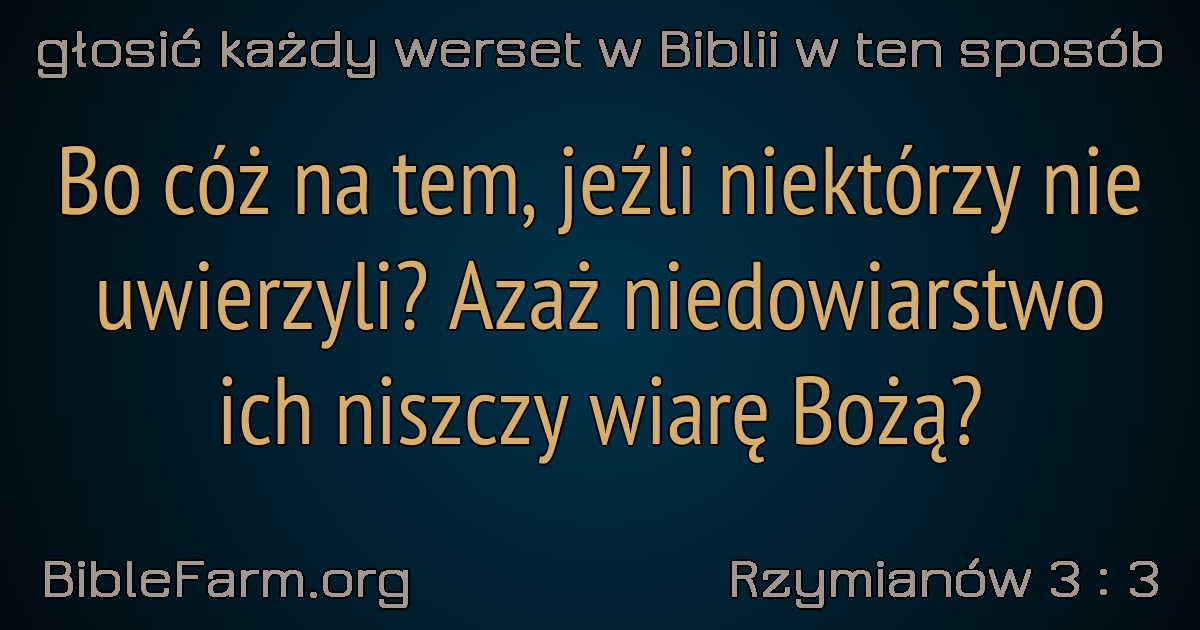 głosić każdy werset w Biblii w ten sposób
Bo cóż na tem, jeźli niektórzy nie
uwierzyli? Azaż niedowiarstwo
ich niszczy wiarę Bożą?
BibleFarm.org
Rzymianów 3 : 3